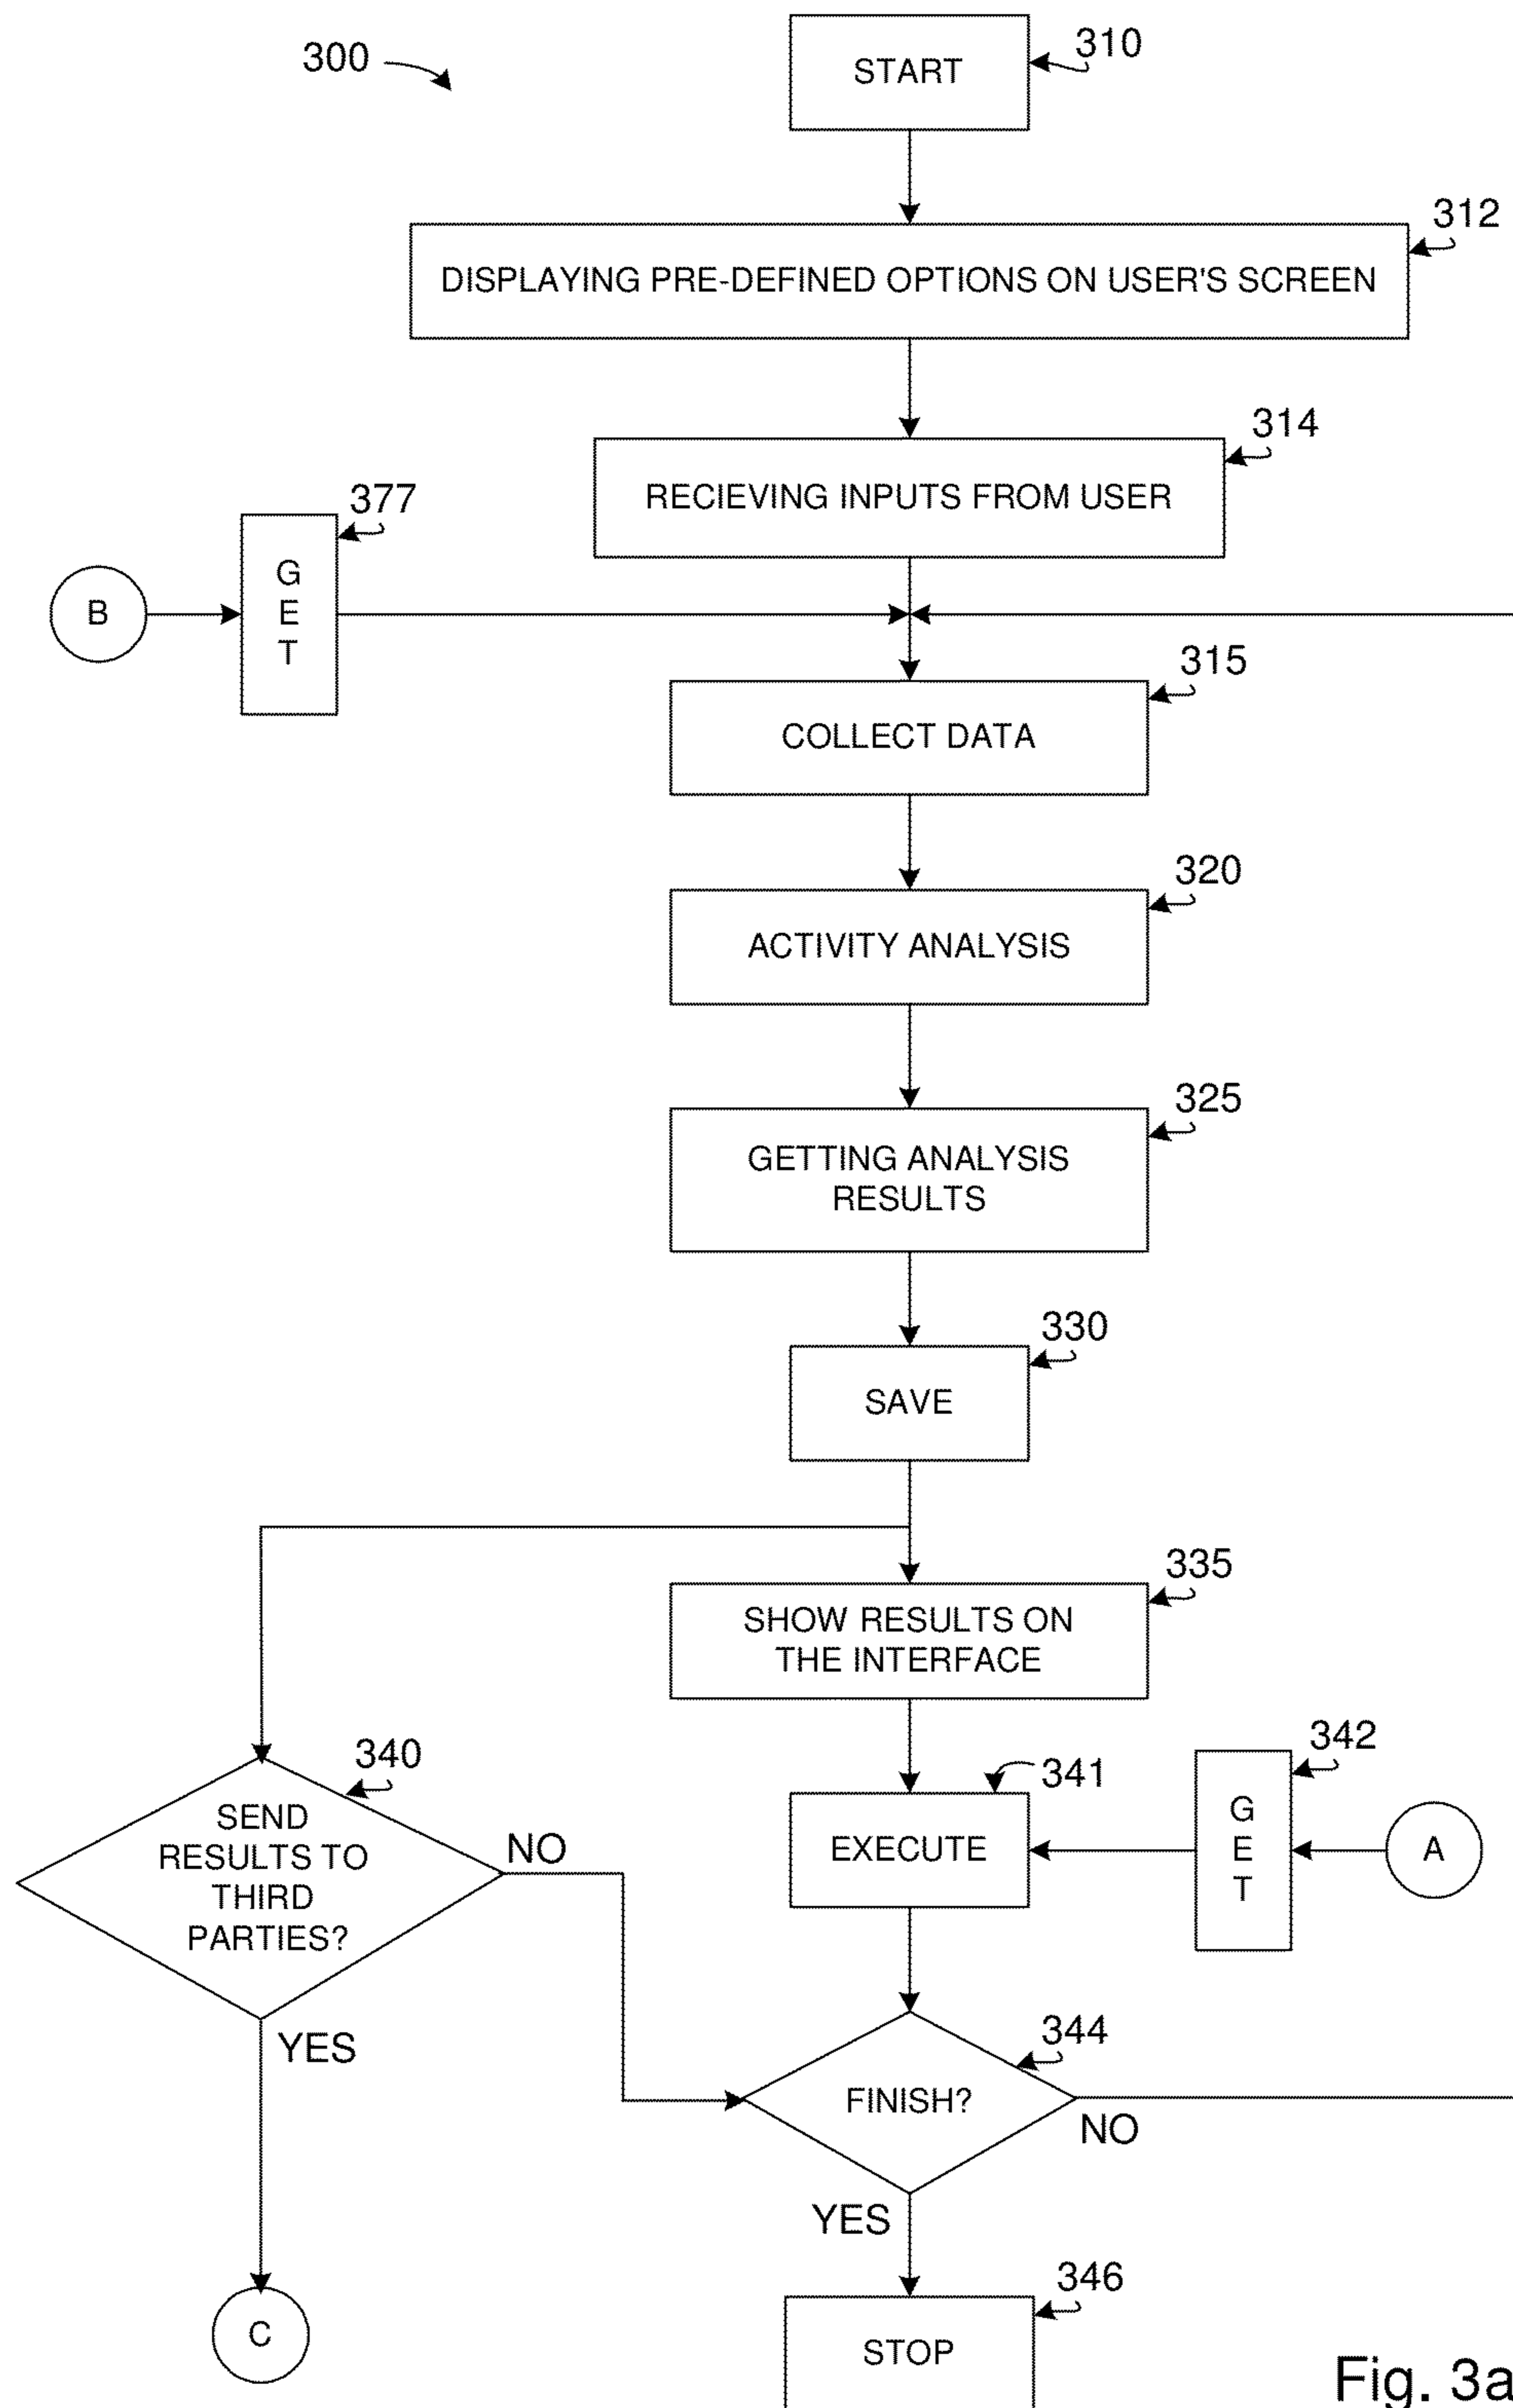 300
310
START
312
DISPLAYING PRE-DEFINED OPTIONS ON USER'S SCREEN
314
RECIEVING INPUTS FROM USER
377
B
G
E
T
315
COLLECT DATA
320
ACTIVITY ANALYSIS
325
GETTING ANALYSIS
RESULTS
330
SAVE
335
SHOW RESULTS ON
THE INTERFACE
340
SEND
RESULTS TO
THIRD
PARTIES?
NO
YES
341
EXECUTE
342
G
E
T
A
344
FINISH?
NO
YES
346
STOP
C
Fig. 3a